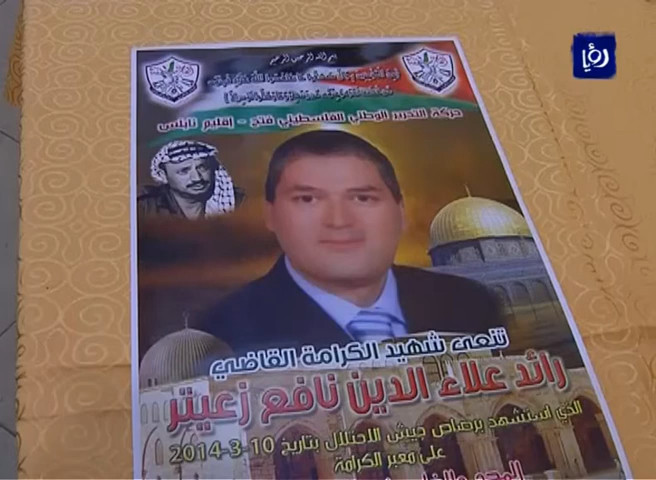 رؤيا
بسم الله الرحمن الرحيم
حركة التحرير الوطني الفلسطيني فتح - إقليم نابلس
تنعي شهيد الكرامة القاضي
رائد علاء الدين نافع زعيتر
الذي استشهد برصاص جيش الاحتلال بتاريخ 10-3-2014
على معبر الكرامة